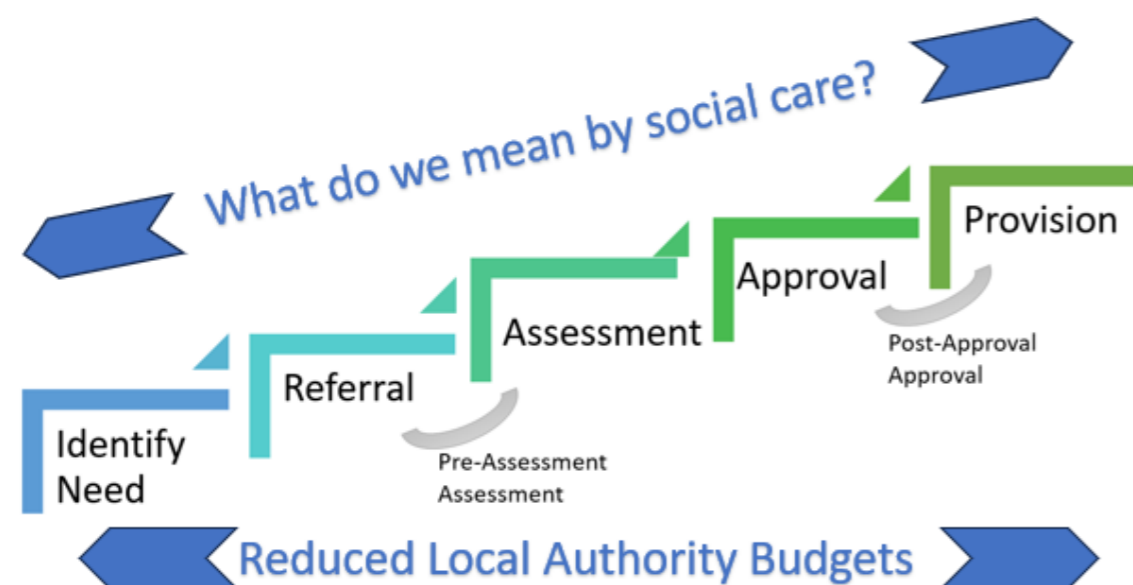 What do we mean by social care?
Identify
Need
Referral
Pre-Assessment
Assessment
Assessment
Approval
Post-Approval
Approval
Provision
Reduced Local Authority Budgets